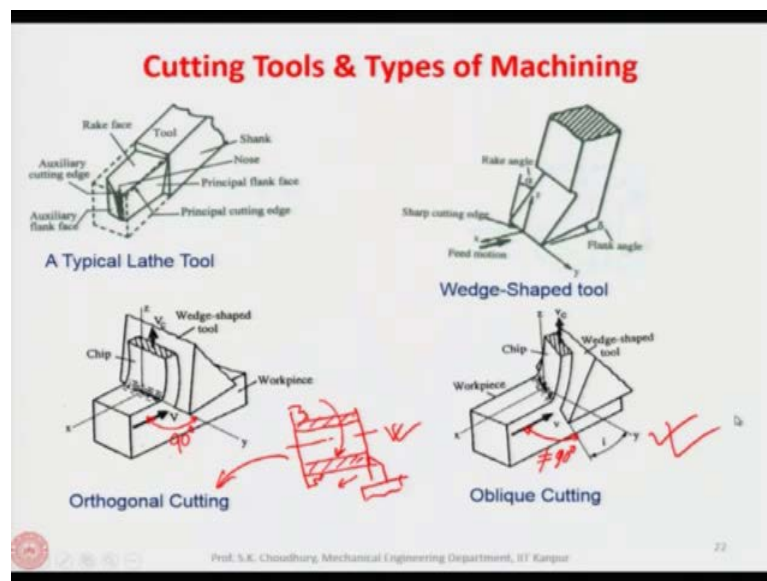 Cutting Tools & Types of Machining
Rake face
Tool
Shank
Auxiliary
cutting edge
Nose
Principal flank face
Auxiliary
flank face
Principal cutting edge
A Typical Lathe Tool
Rake angle
α
z
Sharp cutting edge
x
Feed motion
Flank angle
y
Wedge-Shaped tool
z
Vc
Wedge-shaped
tool
Chip
Workpiece
x
V
y
90°
Orthogonal Cutting
z
Vc
Chip
Wedge-shaped
tool
Workpiece
x
v
y
i
≠ 90°
Oblique Cutting
Prof. S.K. Choudhury, Mechanical Engineering Department, IIT Kanpur
22